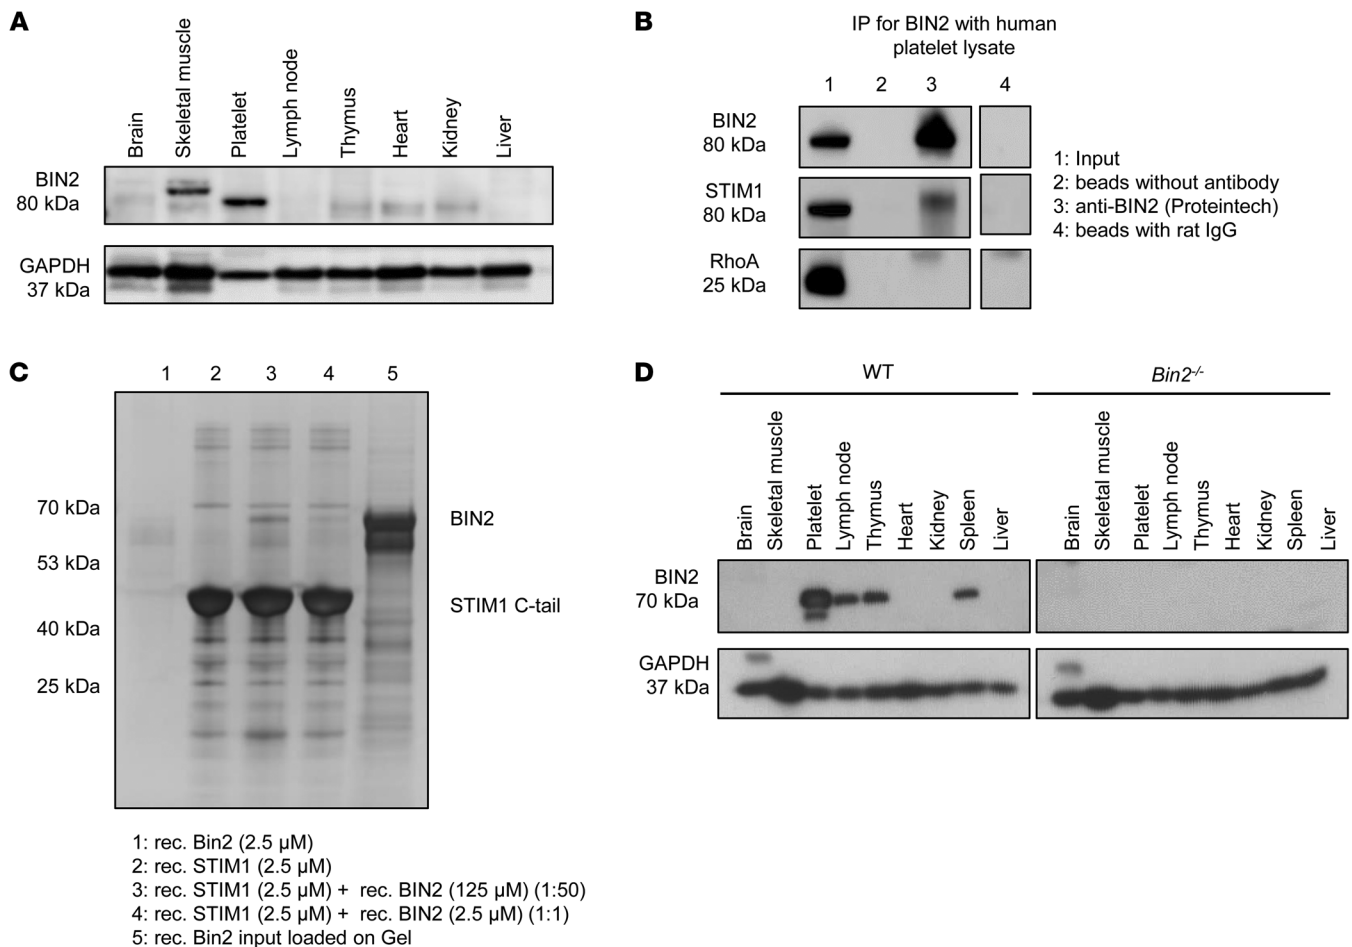 A
Brain
Skeletal muscle
Platelet
Lymph node
Thymus
Heart
Kidney
Liver
BIN2
80 kDa
GAPDH
37 kDa
B
IP for BIN2 with human
platelet lysate
1 2 3 4
BIN2
80 kDa
STIM1
80 kDa
RhoA
25 kDa
1: Input
2: beads without antibody
3: anti-BIN2 (Proteintech)
4: beads with rat IgG
C
1 2 3 4 5
70 kDa
53 kDa
40 kDa
25 kDa
BIN2
STIM1 C-tail
1: rec. Bin2 (2.5 µM)
2: rec. STIM1 (2.5 µM)
3: rec. STIM1 (2.5 µM) + rec. BIN2 (125 µM) (1:50)
4: rec. STIM1 (2.5 µM) + rec. BIN2 (2.5 µM) (1:1)
5: rec. Bin2 input loaded on Gel
D
WT
Bin2-/-
Brain
Skeletal muscle
Platelet
Lymph node
Thymus
Heart
Kidney
Spleen
Liver
Brain
Skeletal muscle
Platelet
Lymph node
Thymus
Heart
Kidney
Spleen
Liver
BIN2
70 kDa
GAPDH
37 kDa